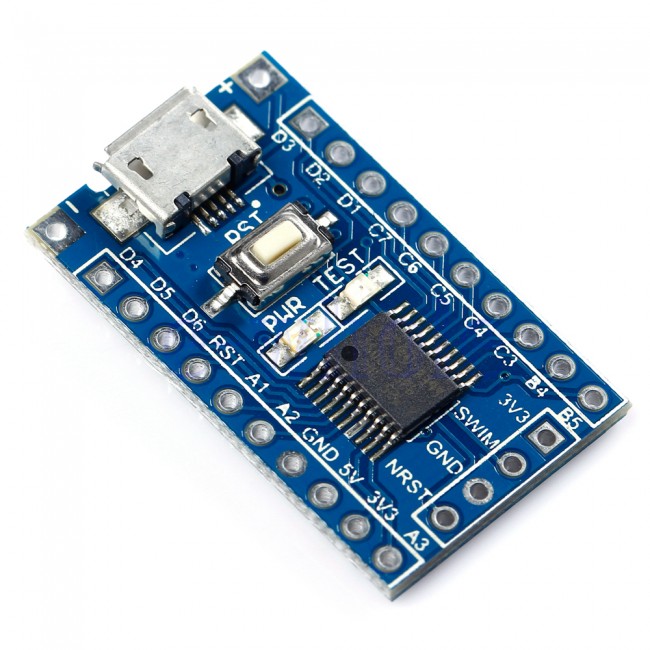 +
-
RST
PWR
TEST
D3
D2
D1
C7
C6
C5
C4
C3
B4
B5
D4
D5
D6
RST
A1
A2
GND
5V
3V3
A3
3V3
SWIM
GND
NRST